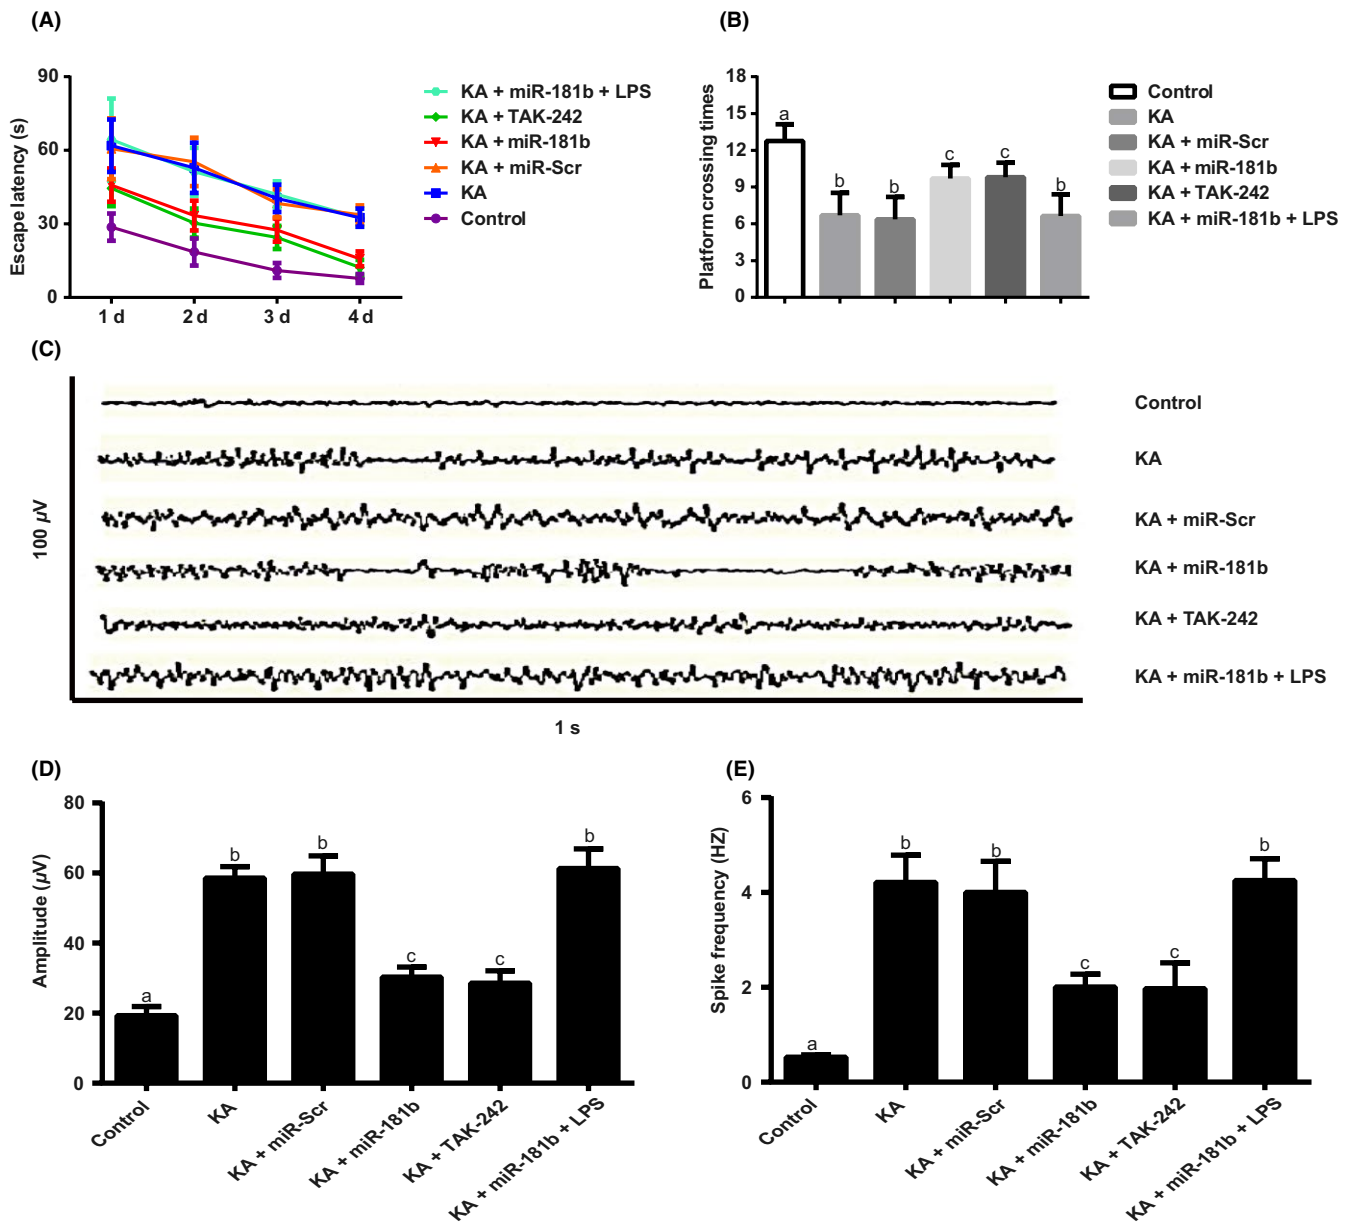 (A)
90
60
30
0
Escape latency (s)
1 d
2 d
3 d
4 d
KA + miR-181b + LPS
KA + TAK-242
KA + miR-181b
KA + miR-Scr
KA
Control
(B)
18
15
12
9
6
3
0
Platform crossing times
a
b
b
c
c
b
Control
KA
KA + miR-Scr
KA + miR-181b
KA + TAK-242
KA + miR-181b + LPS
(C)
100 µV
Control
KA
KA + miR-Scr
KA + miR-181b
KA + TAK-242
KA + miR-181b + LPS
1 s
(D)
80
60
40
20
0
Amplitude (µV)
a
b
b
c
c
b
Control
KA
KA + miR-Scr
KA + miR-181b
KA + TAK-242
KA + miR-181b + LPS
(E)
6
4
2
0
Spike frequency (HZ)
a
b
b
c
c
b
Control
KA
KA + miR-Scr
KA + miR-181b
KA + TAK-242
KA + miR-181b + LPS